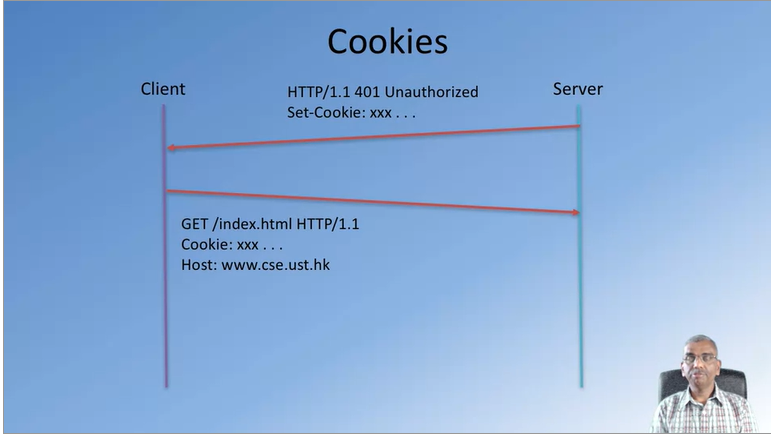 Cookies
Client
HTTP/1.1 401 Unauthorized
Set-Cookie: xxx . . .
Server
GET /index.html HTTP/1.1
Cookie: xxx . . .
Host: www.cse.ust.hk